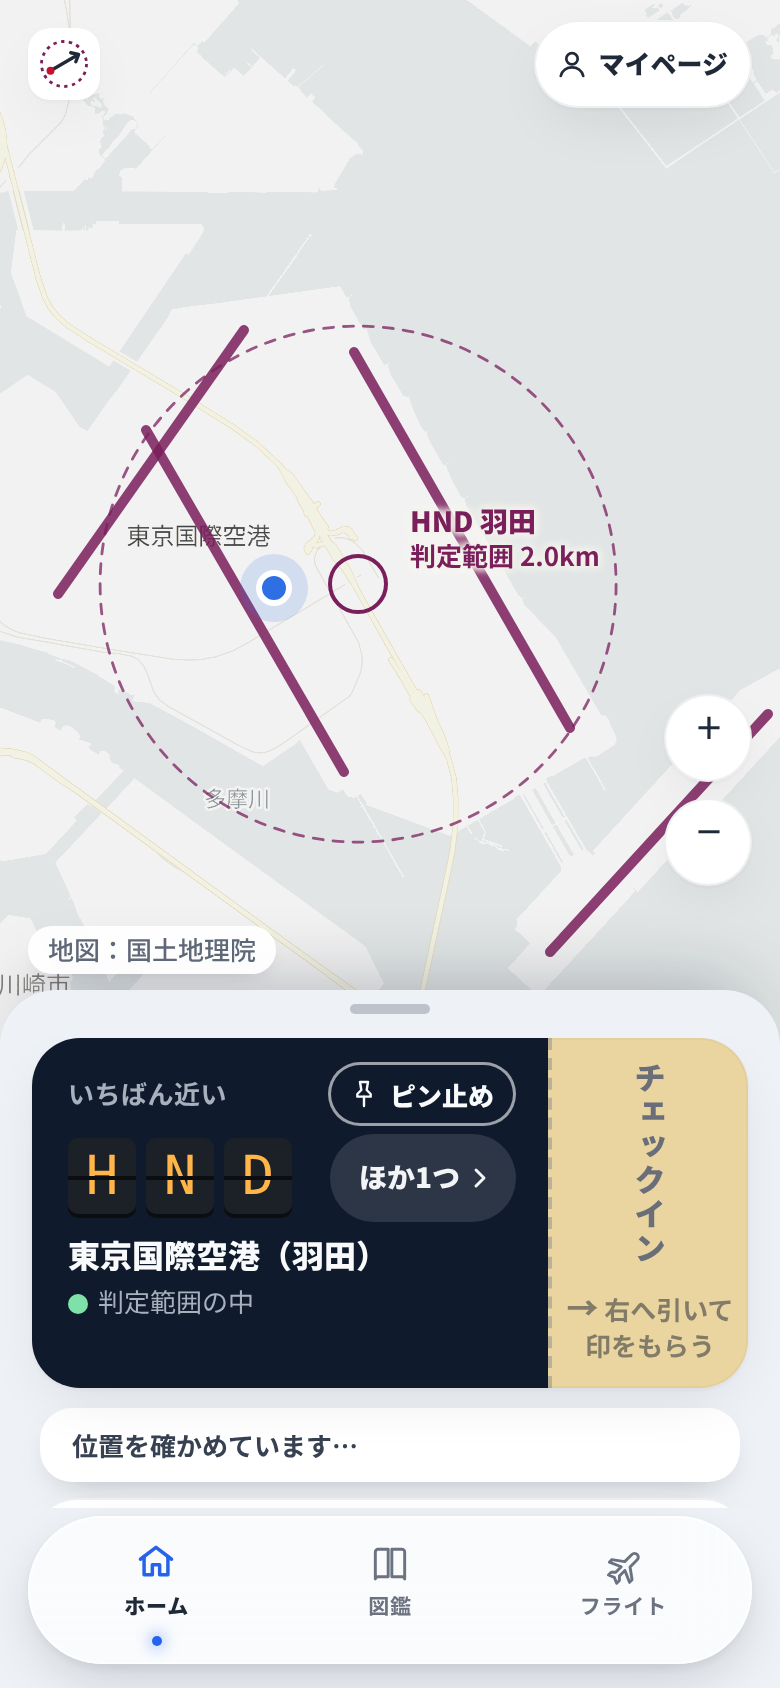 マイページ
東京国際空港
HND 羽田
判定範囲 2.0km
多摩川
地図：国土地理院
川崎市
いちばん近い
ピン止め
HND
ほか1つ
東京国際空港（羽田）
判定範囲の中
チェックイン
→ 右へ引いて
印をもらう
位置を確かめています…
ホーム
図鑑
フライト